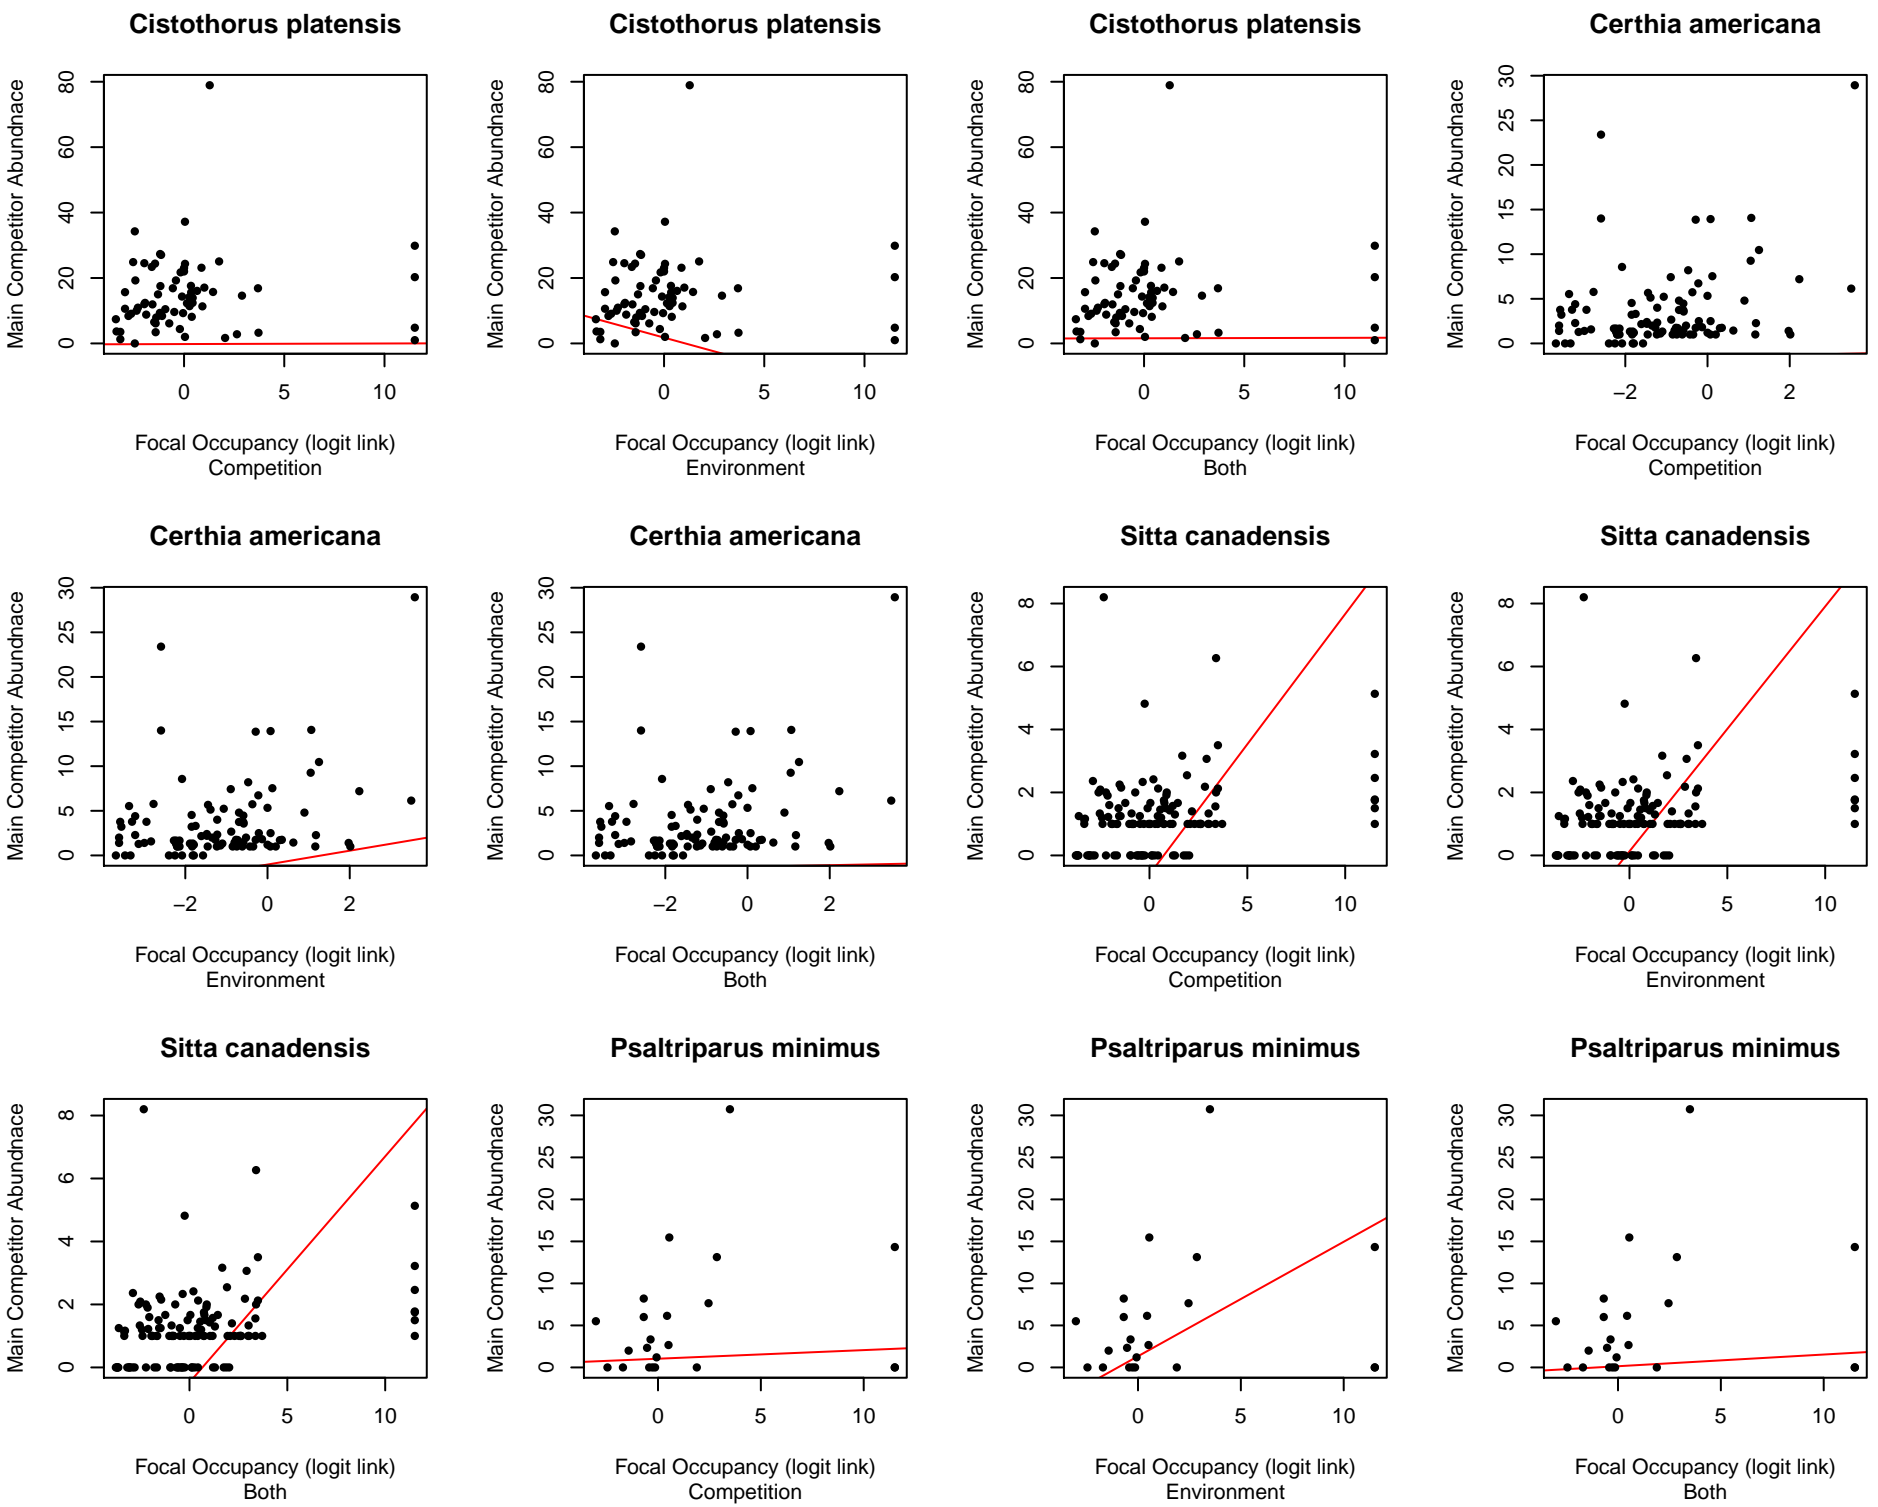 Cistothorus platensis
Main Competitor Abundnace
0 20 40 60 80
0 5 10
Focal Occupancy (logit link)
Competition
Cistothorus platensis
Main Competitor Abundnace
0 20 40 60 80
0 5 10
Focal Occupancy (logit link)
Environment
Cistothorus platensis
Main Competitor Abundnace
0 20 40 60 80
0 5 10
Focal Occupancy (logit link)
Both
Certhia americana
Main Competitor Abundnace
0 5 10 15 20 25 30
−2 0 2
Focal Occupancy (logit link)
Competition
Certhia americana
Main Competitor Abundnace
0 5 10 15 20 25 30
−2 0 2
Focal Occupancy (logit link)
Environment
Certhia americana
Main Competitor Abundnace
0 5 10 15 20 25 30
−2 0 2
Focal Occupancy (logit link)
Both
Sitta canadensis
Main Competitor Abundnace
0 2 4 6 8
0 5 10
Focal Occupancy (logit link)
Competition
Sitta canadensis
Main Competitor Abundnace
0 2 4 6 8
0 5 10
Focal Occupancy (logit link)
Environment
Sitta canadensis
Main Competitor Abundnace
0 2 4 6 8
0 5 10
Focal Occupancy (logit link)
Both
Psaltriparus minimus
Main Competitor Abundnace
0 5 10 15 20 25 30
0 5 10
Focal Occupancy (logit link)
Competition
Psaltriparus minimus
Main Competitor Abundnace
0 5 10 15 20 25 30
0 5 10
Focal Occupancy (logit link)
Environment
Psaltriparus minimus
Main Competitor Abundnace
0 5 10 15 20 25 30
0 5 10
Focal Occupancy (logit link)
Both